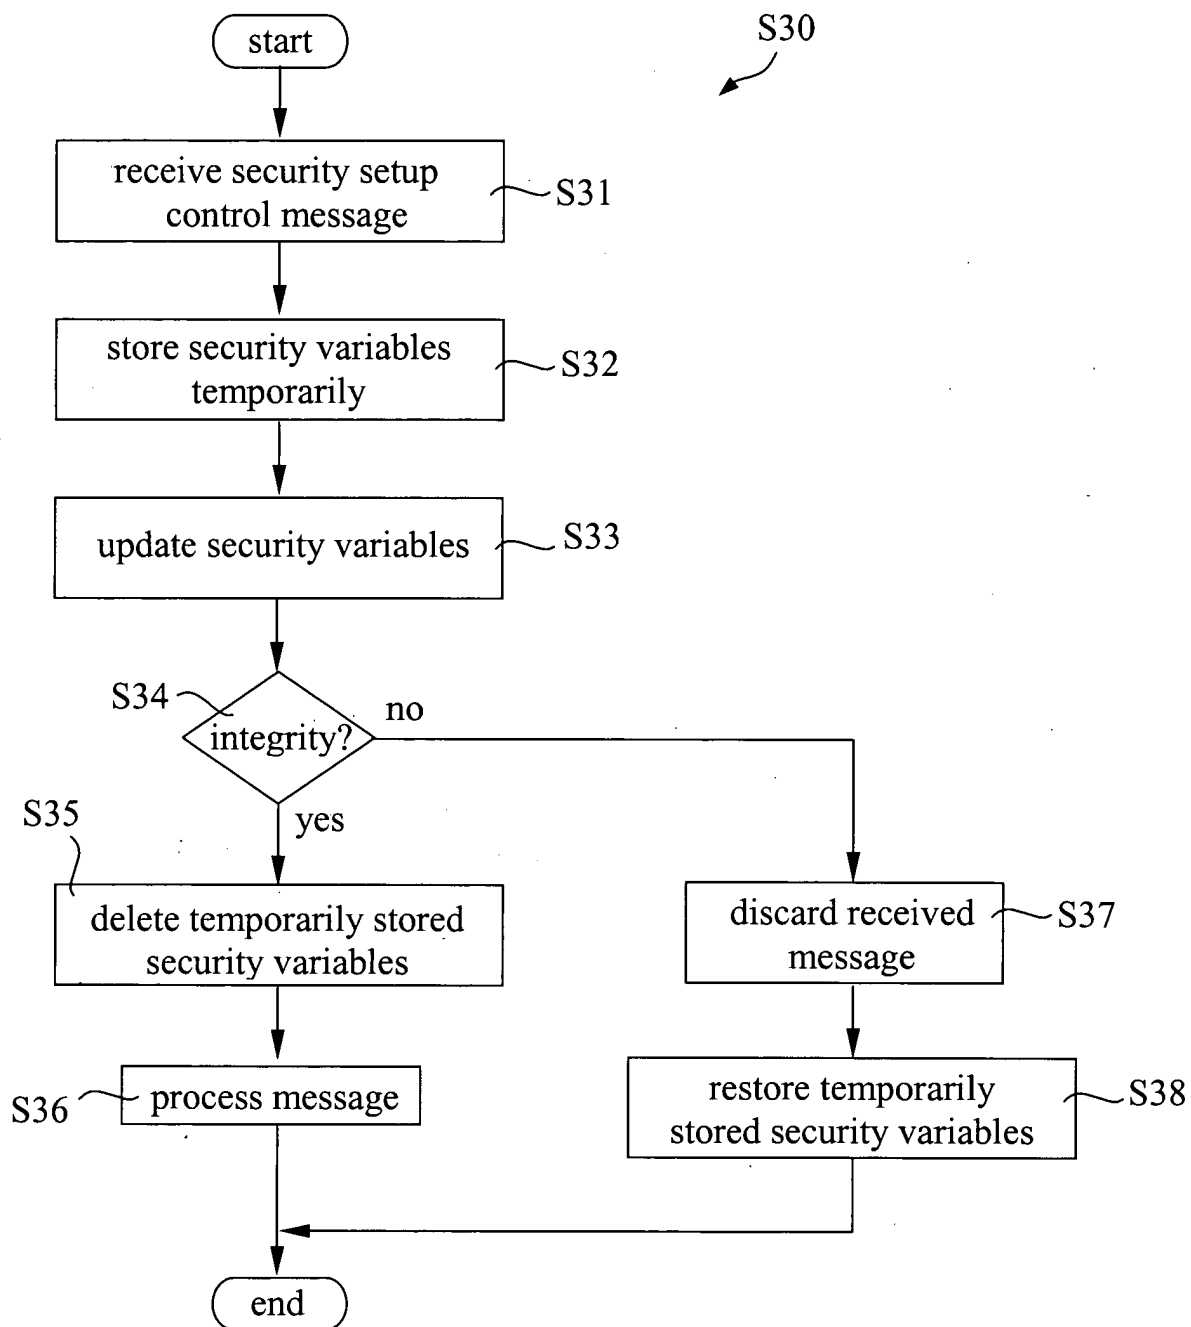 start
S30
receive security setup
control message
S31
store security variables
temporarily
S32
update security variables
S33
S34
integrity?
no
yes
S35
delete temporarily stored
security variables
discard received
message
S37
S36
process message
restore temporarily
stored security variables
S38
end